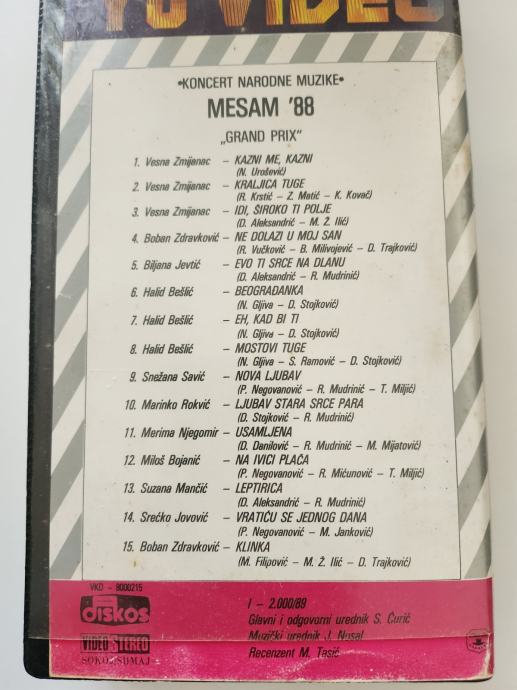 YU VIDEO
•KONCERT NARODNE MUZIKE•
MESAM '88
„GRAND PRIX"
1. Vesna Zmijanac – KAZNI ME, KAZNI
(N. Urošević)
2. Vesna Zmijanac – KRALJICA TUGE
(R. Krstić – Z. Matić – K. Kovač)
3. Vesna Zmijanac – IDI, ŠIROKO TI POLJE
(D. Aleksandrić – M. Ž. Ilić)
4. Boban Zdravković – NE DOLAZI U MOJ SAN
(R. Vučković – B. Milivojević – D. Trajković)
5. Biljana Jevtić – EVO TI SRCE NA DLANU
(D. Aleksandrić – R. Mudrinić)
6. Halid Bešlić – BEOGRAĐANKA
(N. Gljiva – D. Stojković)
7. Halid Bešlić – EH, KAD BI TI
(N. Gljiva – D. Stojković)
8. Halid Bešlić – MOSTOVI TUGE
(N. Gljiva – S. Ramović – D. Stojković)
9. Snežana Savić – NOVA LJUBAV
(P. Negovanović – R. Mudrinić – T. Miljić)
10. Marinko Rokvić – LJUBAV STARA SRCE PARA
(D. Stojković – R. Mudrinić)
11. Merima Njegomir – USAMLJENA
(D. Danilović – R. Mudrinić – M. Mijatović)
12. Miloš Bojanić – NA IVICI PLAČA
(P. Negovanović – R. Mićunović – T. Miljić)
13. Suzana Mančić – LEPTIRICA
(D. Aleksandrić – R. Mudrinić)
14. Srećko Jovović – VRATIĆU SE JEDNOG DANA
(P. Negovanović – M. Janković)
15. Boban Zdravković – KLINKA
(M. Filipović – M. Ž. Ilić – D. Trajković)
VKD – 8000215
diskos
VIDEO STEREO
I – 2.000/89
Glavni i odgovorni urednik S. Ćurić
Muzički urednik J. Nusal
Recenzent M. Tasić